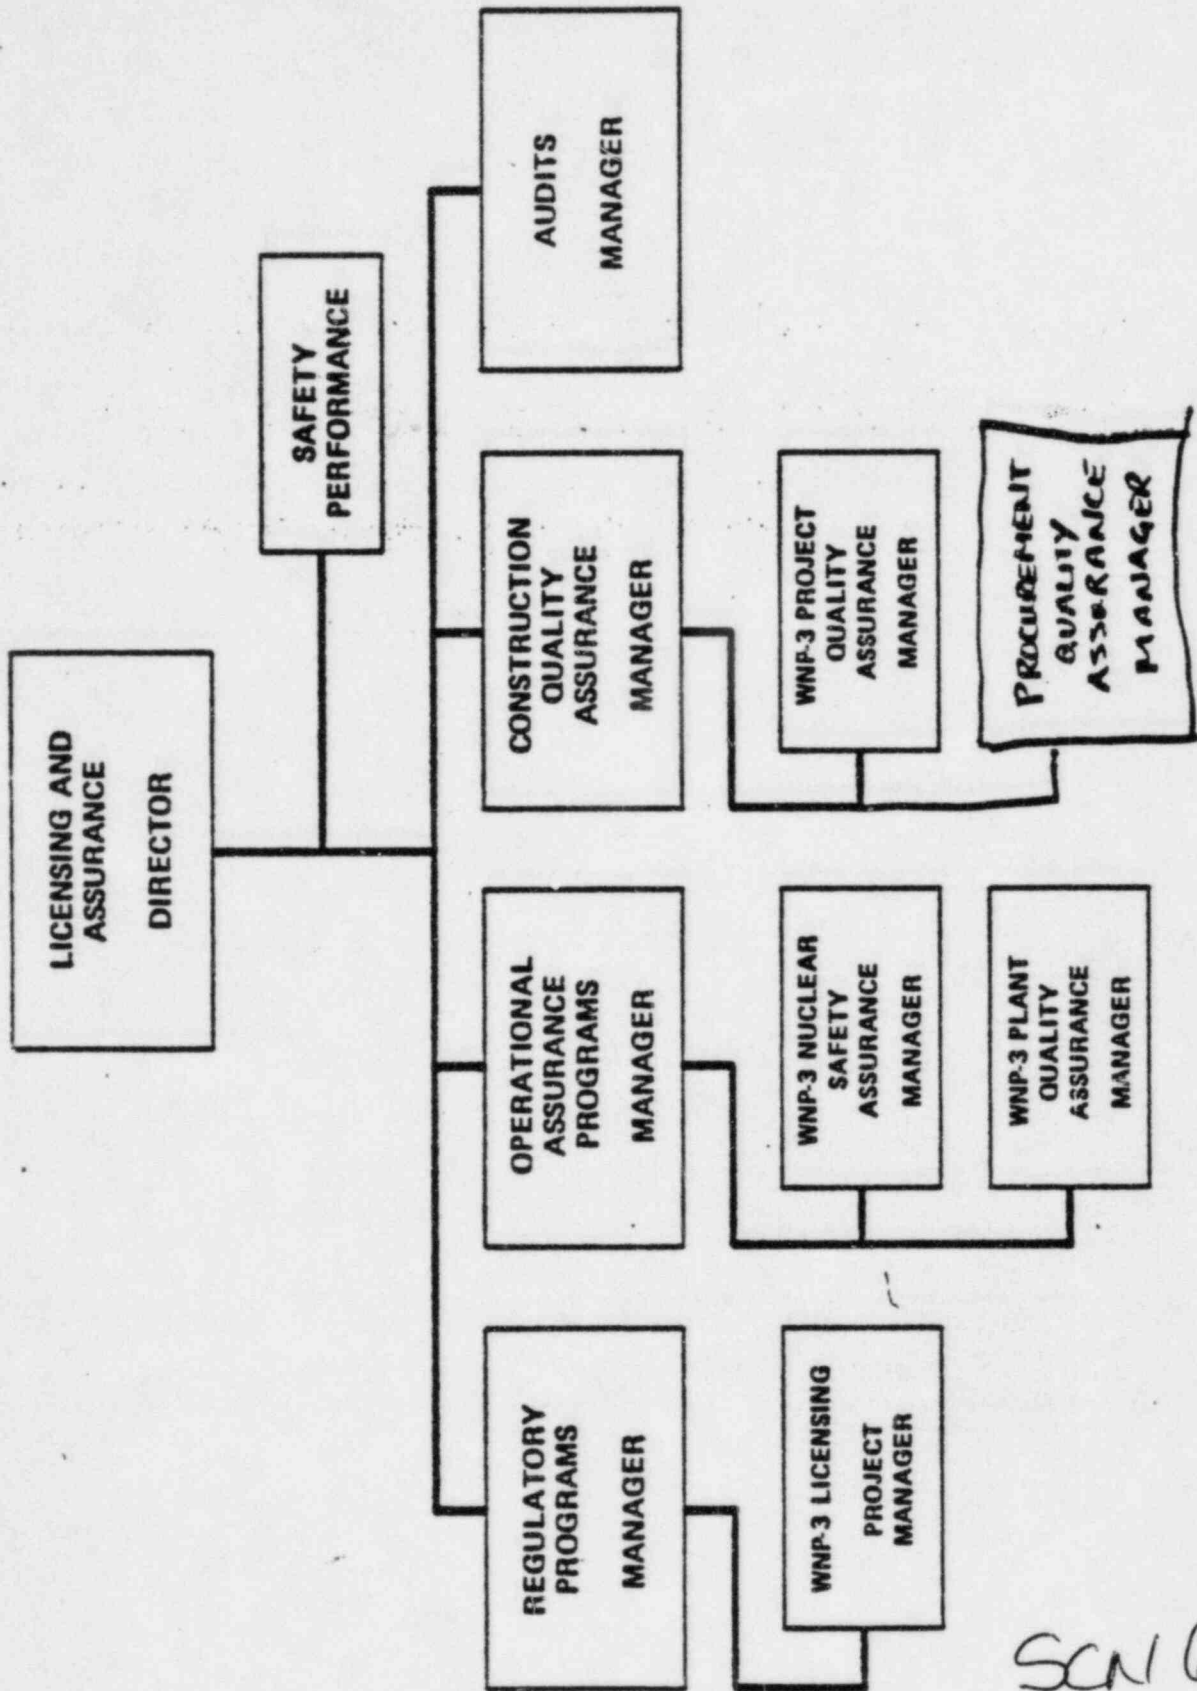 LICENSING AND
ASSURANCE
DIRECTOR
SAFETY
PERFORMANCE
REGULATORY
PROGRAMS
MANAGER
OPERATIONAL
ASSURANCE
PROGRAMS
MANAGER
CONSTRUCTION
QUALITY
ASSURANCE
MANAGER
AUDITS
MANAGER
WNP-3 LICENSING
PROJECT
MANAGER
WNP-3 NUCLEAR
SAFETY
ASSURANCE
MANAGER
WNP-3 PLANT
QUALITY
ASSURANCE
MANAGER
WNP-3 PROJECT
QUALITY
ASSURANCE
MANAGER
PROCUREMENT
QUALITY
ASSURANCE
MANAGER
SCN